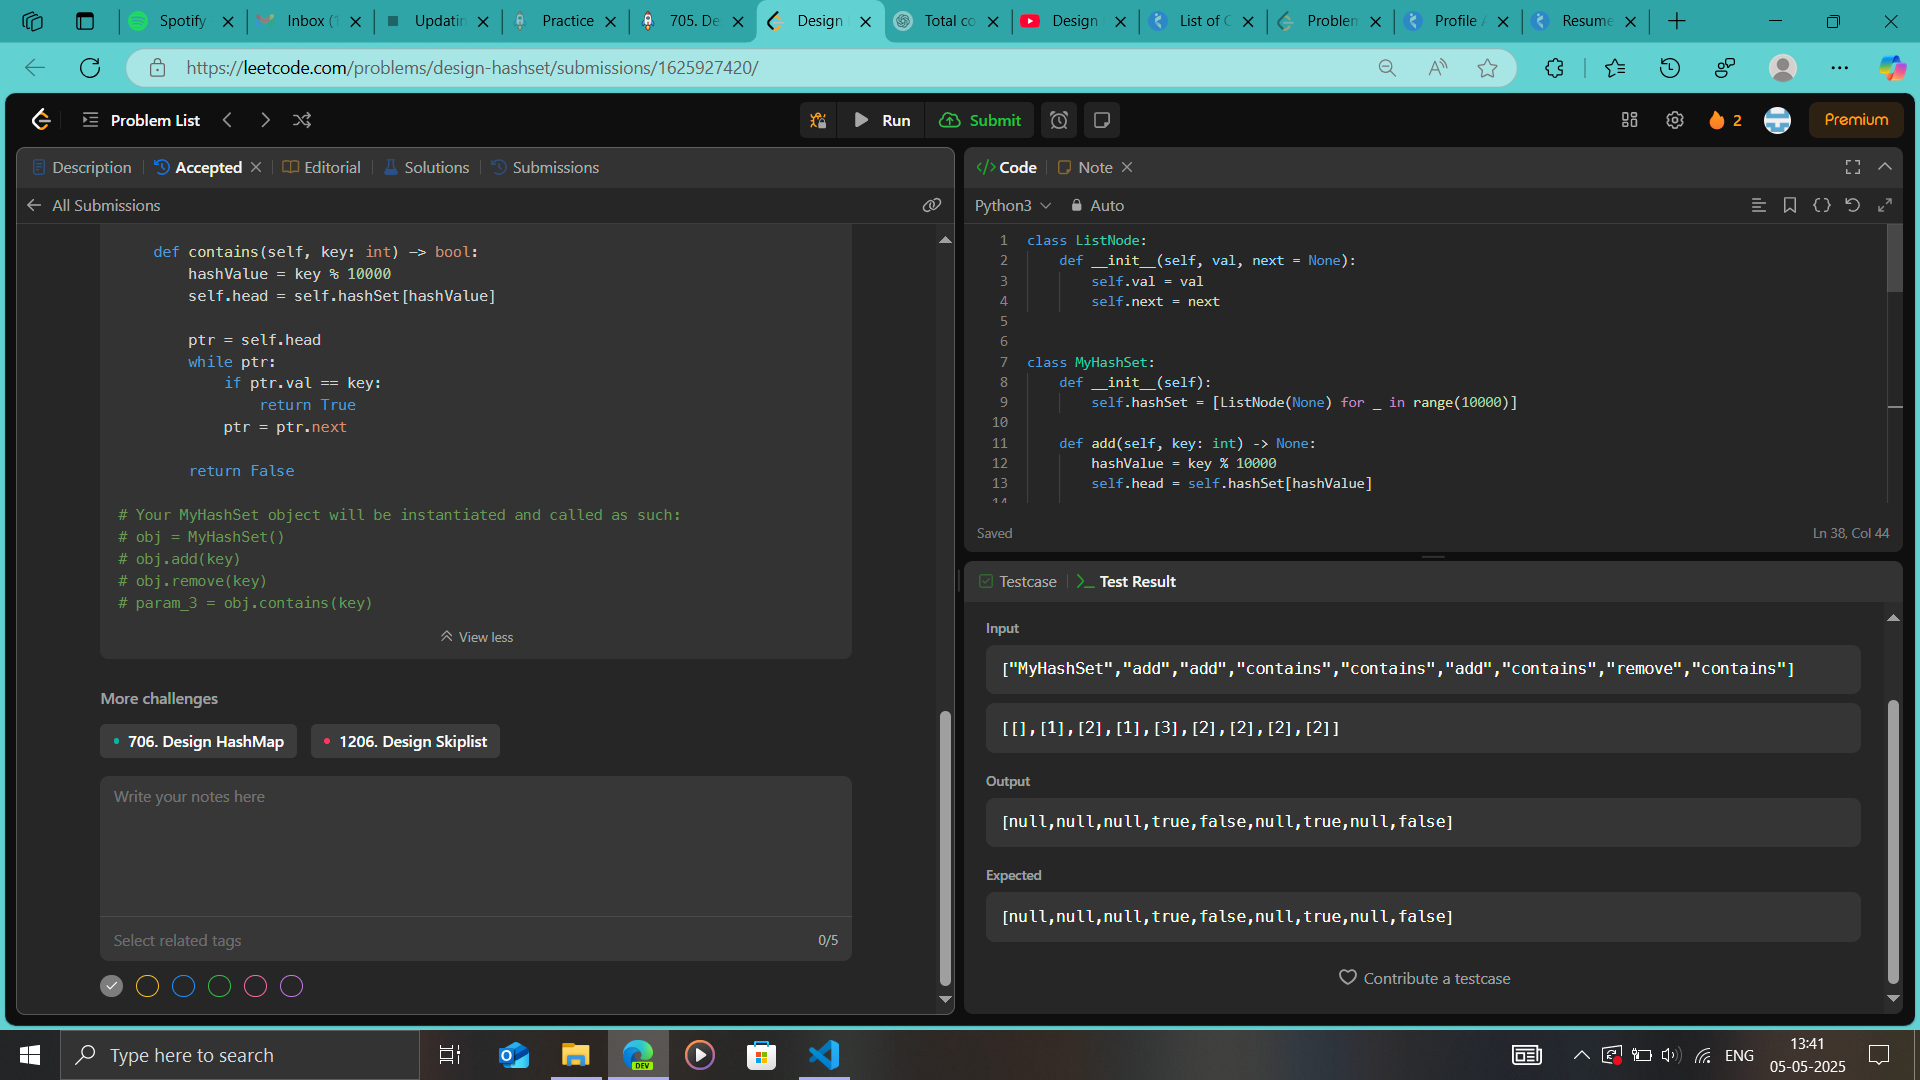 Spotify
Inbox (1
Updatin
Practice
705. De
Design
Total co
Design
List of C
Problem
Profile A
Resume
https://leetcode.com/problems/design-hashset/submissions/1625927420/
Problem List
Run
Submit
2
Premium
Description
Accepted
Editorial
Solutions
Submissions
All Submissions
def contains(self, key: int) -> bool:
hashValue = key % 10000
self.head = self.hashSet[hashValue]
ptr = self.head
while ptr:
if ptr.val == key:
return True
ptr = ptr.next
return False
# Your MyHashSet object will be instantiated and called as such:
# obj = MyHashSet()
# obj.add(key)
# obj.remove(key)
# param_3 = obj.contains(key)
View less
More challenges
706. Design HashMap
1206. Design Skiplist
Write your notes here
Select related tags
0/5
Code
Note
Python3
Auto
1 class ListNode:
2 def __init__(self, val, next = None):
3 self.val = val
4 self.next = next
5
6
7 class MyHashSet:
8 def __init__(self):
9 self.hashSet = [ListNode(None) for _ in range(10000)]
10
11 def add(self, key: int) -> None:
12 hashValue = key % 10000
13 self.head = self.hashSet[hashValue]
14
Saved
Ln 38, Col 44
Testcase
Test Result
Input
["MyHashSet","add","add","contains","contains","add","contains","remove","contains"]
[[],[1],[2],[1],[3],[2],[2],[2],[2]]
Output
[null,null,null,true,false,null,true,null,false]
Expected
[null,null,null,true,false,null,true,null,false]
Contribute a testcase
Type here to search
DEV
ENG
13:41
05-05-2025